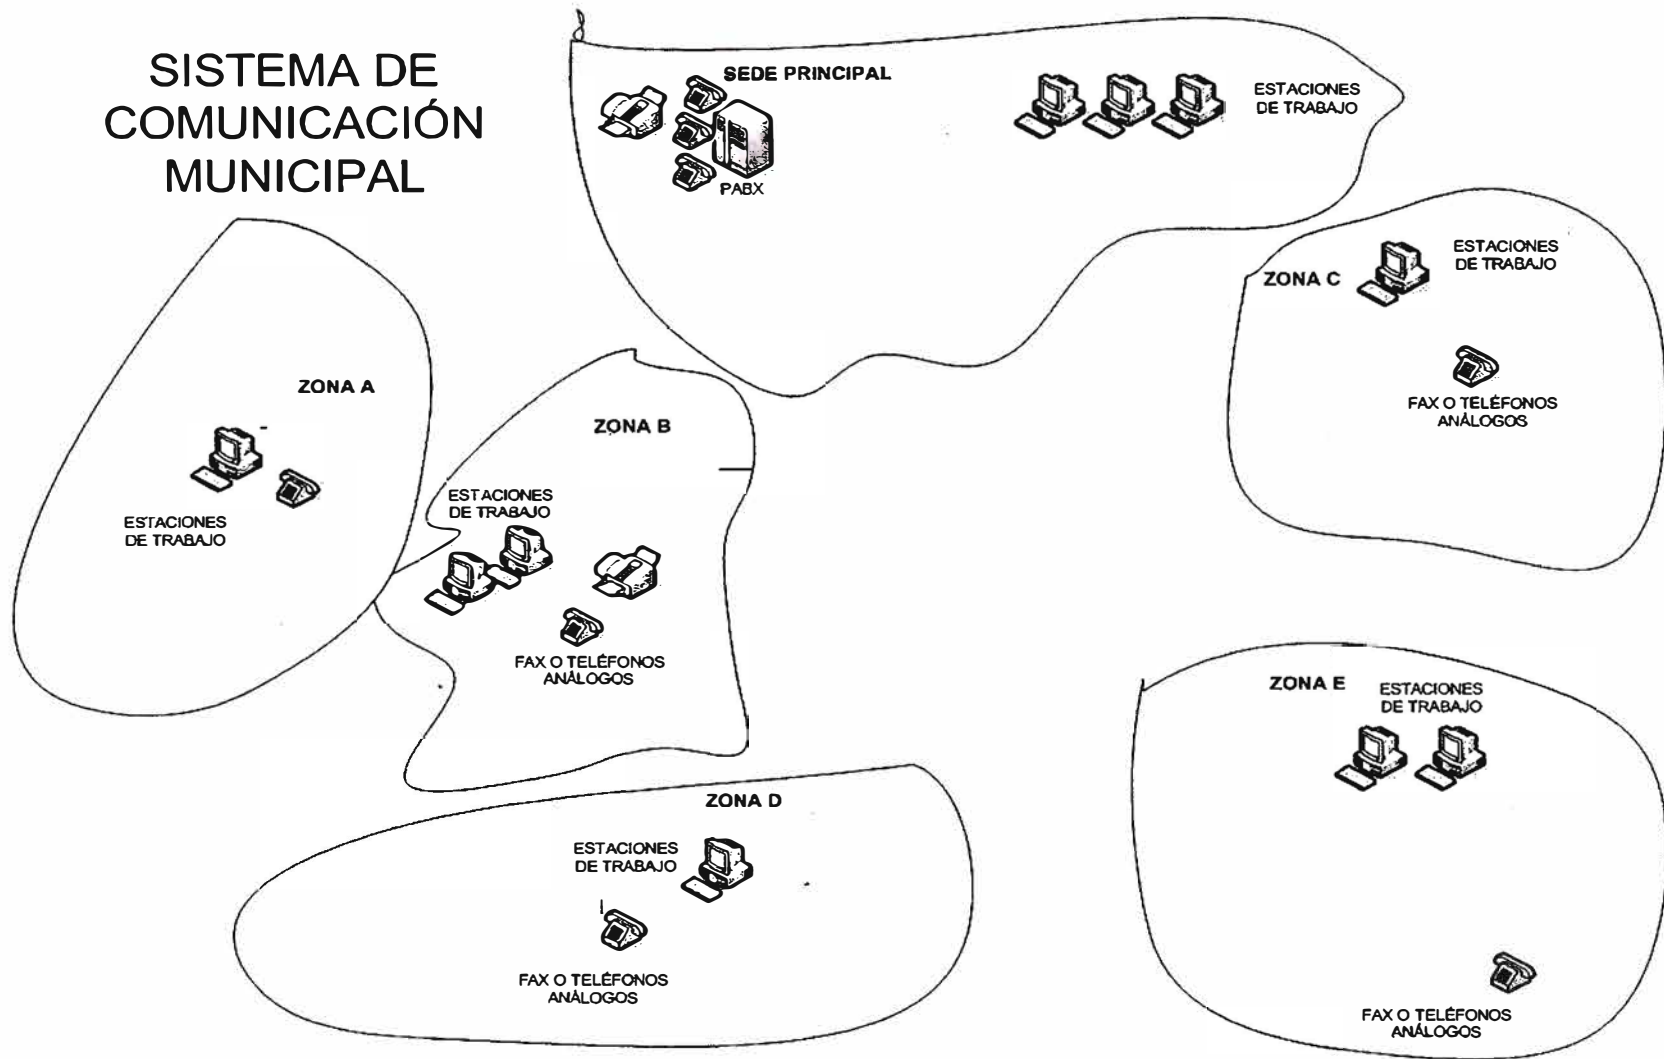 SISTEMA DE
COMUNICACIÓN
MUNICIPAL
SEDE PRINCIPAL
PABX
ESTACIONES
DE TRABAJO
ZONA C
ESTACIONES
DE TRABAJO
FAX O TELÉFONOS
ANÁLOGOS
ZONA A
ESTACIONES
DE TRABAJO
ZONA B
ESTACIONES
DE TRABAJO
FAX O TELÉFONOS
ANÁLOGOS
ZONA D
ESTACIONES
DE TRABAJO
FAX O TELÉFONOS
ANÁLOGOS
ZONA E
ESTACIONES
DE TRABAJO
FAX O TELÉFONOS
ANÁLOGOS